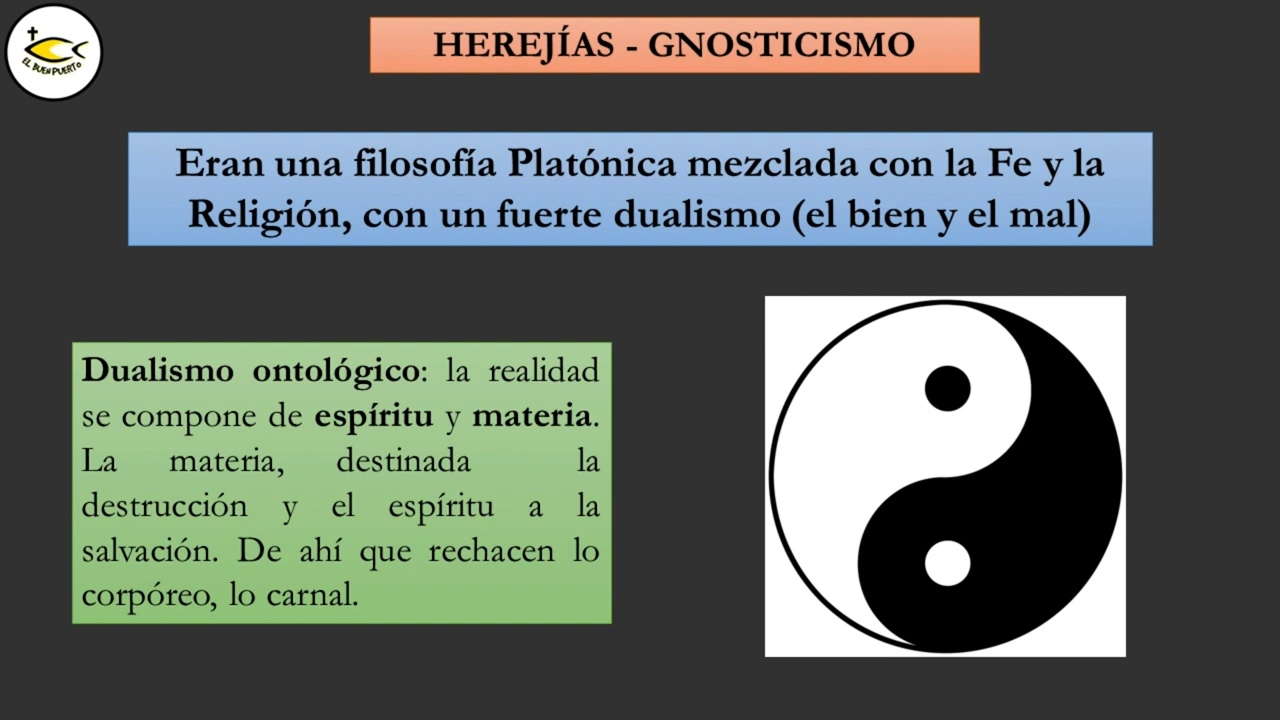 EL BUEN PUERTO
HEREJÍAS - GNOSTICISMO
Eran una filosofía Platónica mezclada con la Fe y la
Religión, con un fuerte dualismo (el bien y el mal)
Dualismo ontológico: la realidad
se compone de espíritu y materia.
La materia, destinada la
destrucción y el espíritu a la
salvación. De ahí que rechacen lo
corpóreo, lo carnal.